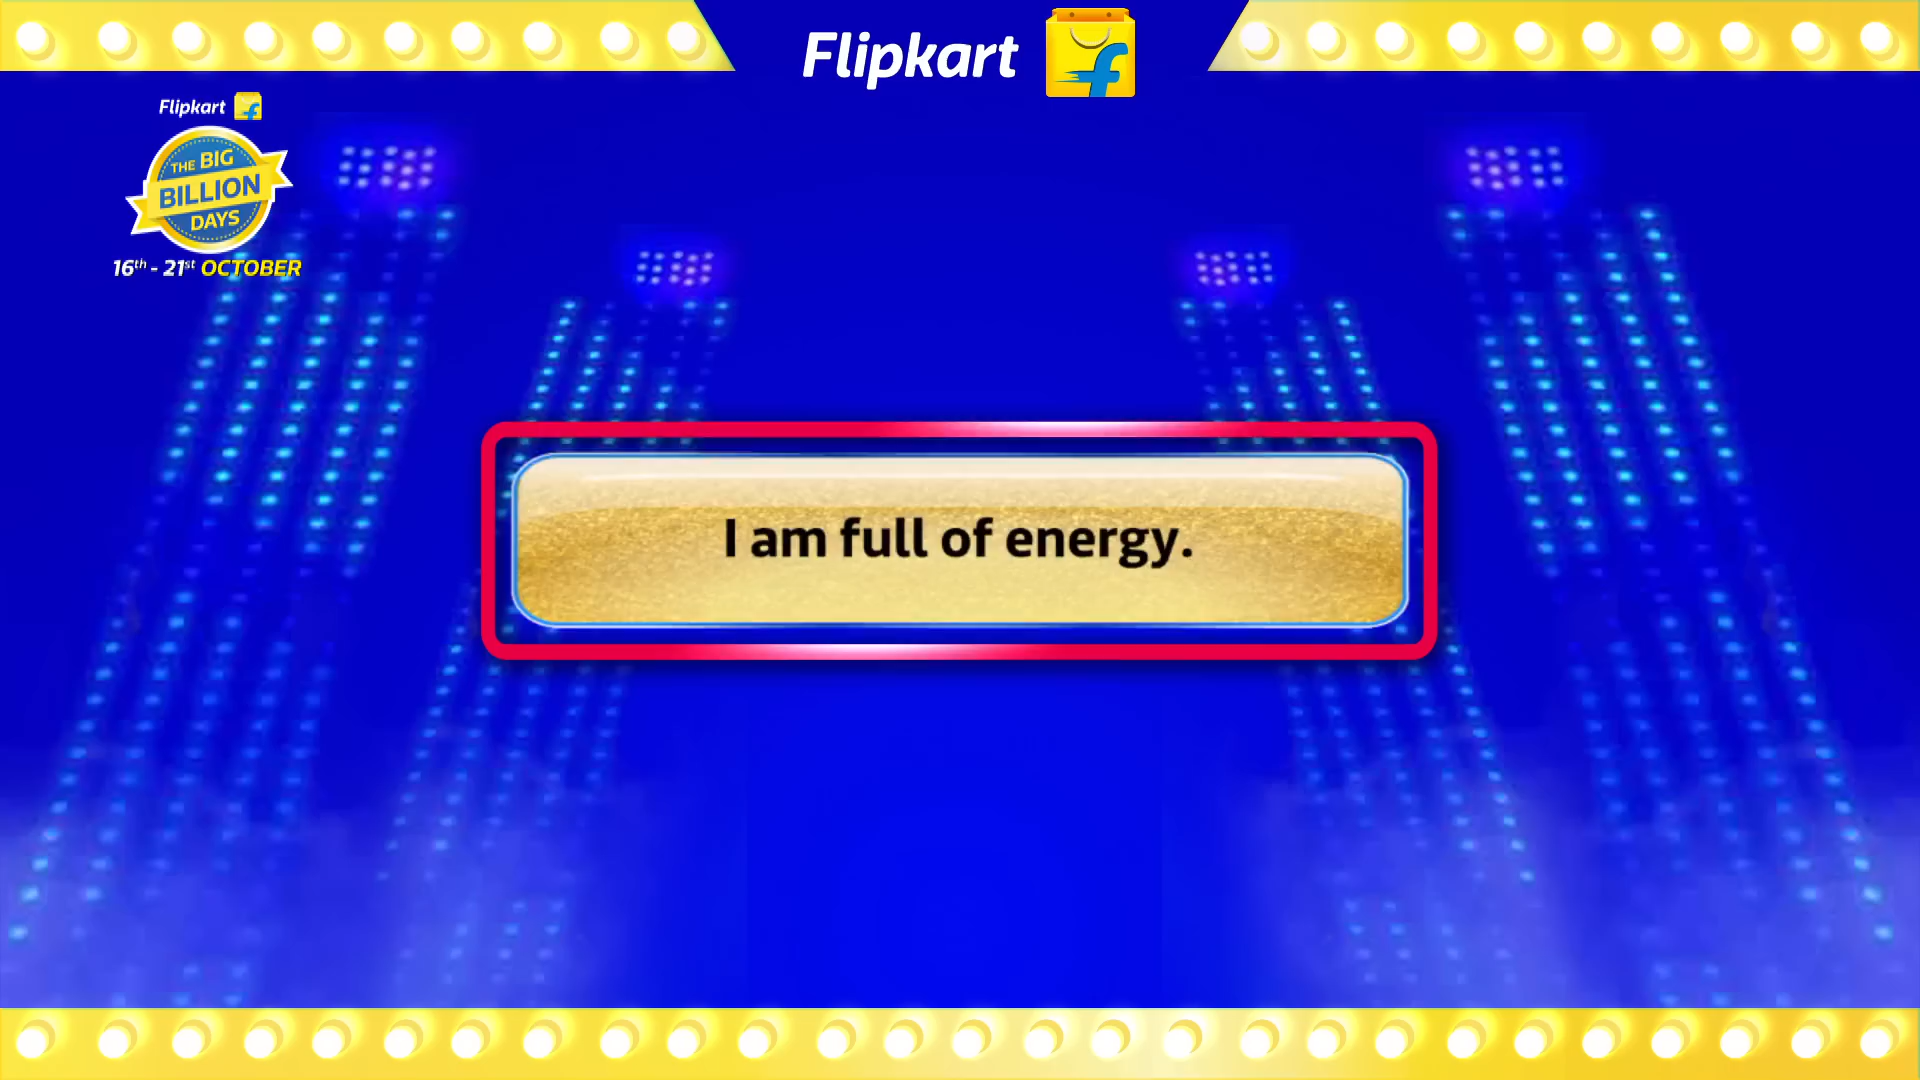 Flipkart
Flipkart
THE BIG
BILLION
DAYS
16th - 21st OCTOBER
I am full of energy.